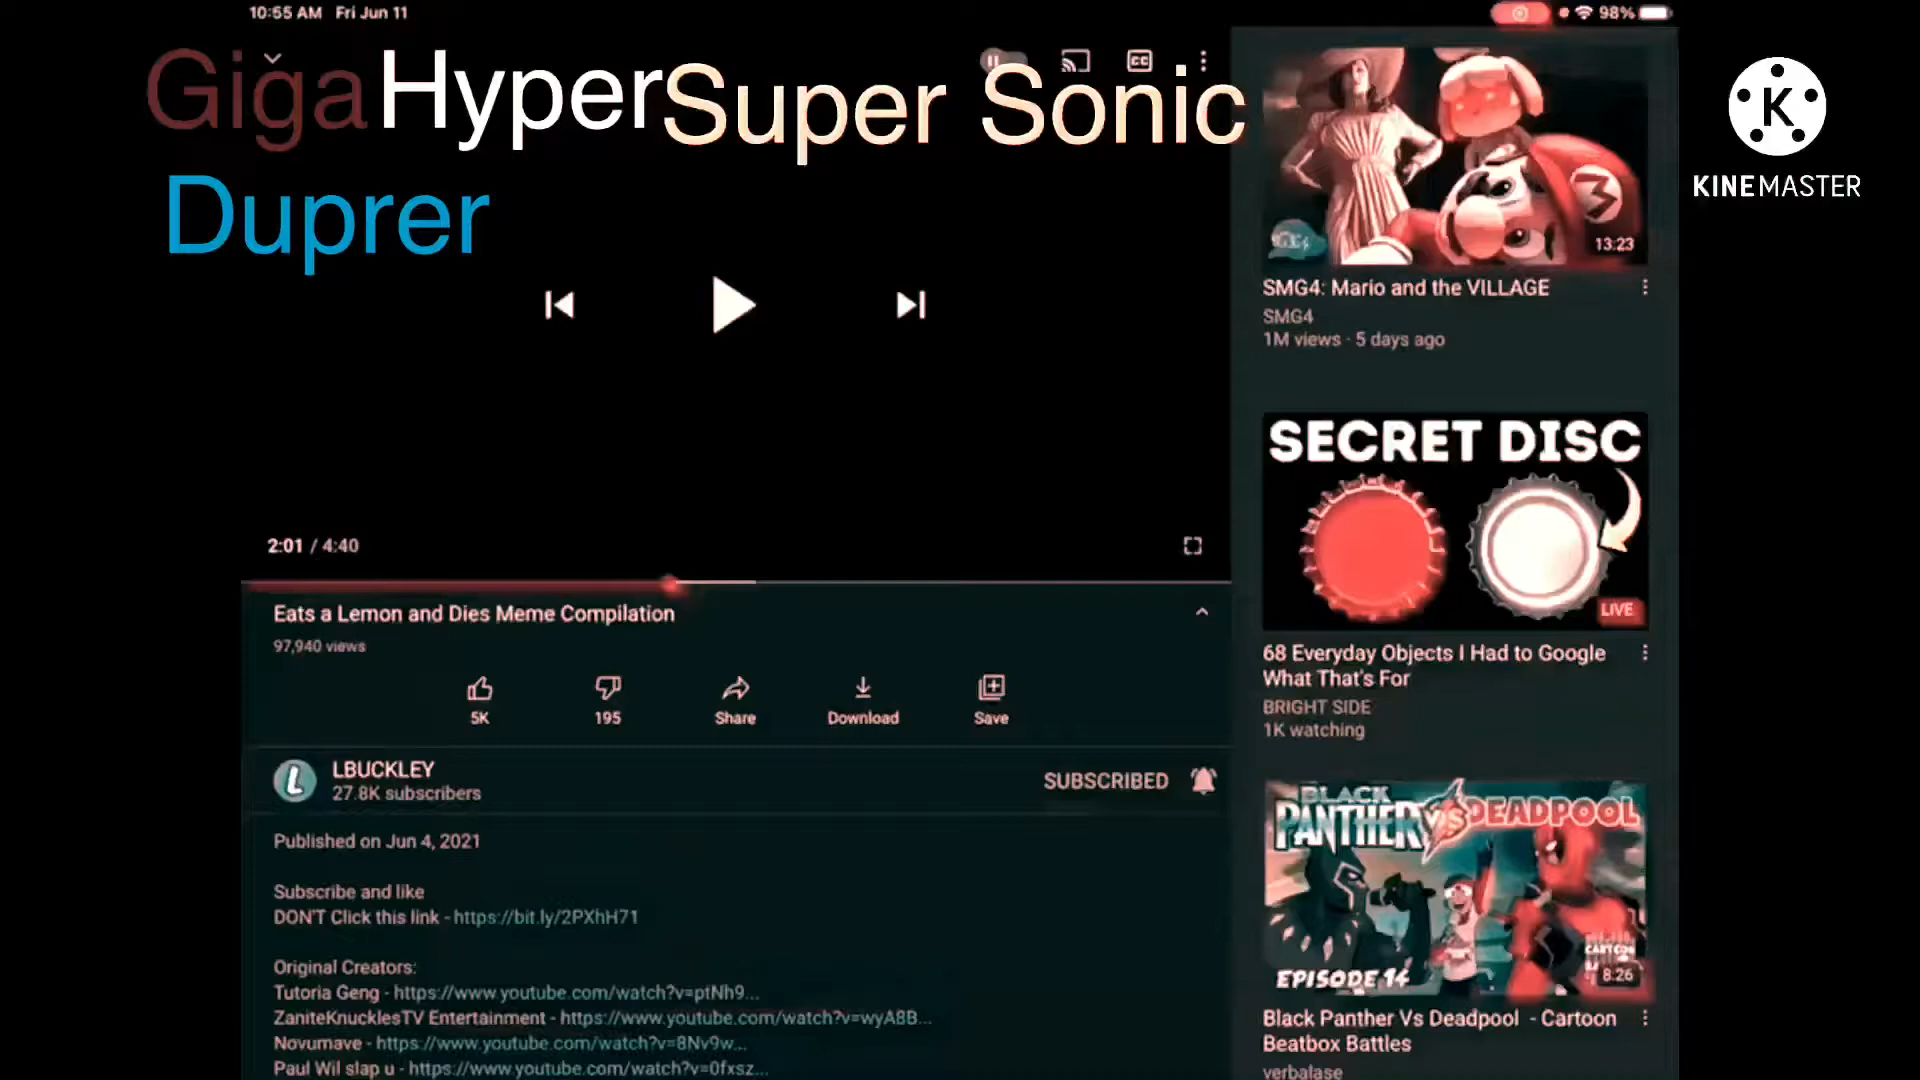 10:55 AM Fri Jun 11
98%
Giga Hyper Super Sonic
Duprer
CC
2:01 / 4:40
Eats a Lemon and Dies Meme Compilation
97,940 views
5K
195
Share
Download
Save
LBUCKLEY
27.8K subscribers
SUBSCRIBED
Published on Jun 4, 2021
Subscribe and like
DON'T Click this link - https://bit.ly/2PXhH71
Original Creators:
Tutoria Geng - https://www.youtube.com/watch?v=ptNh9...
ZaniteKnucklesTV Entertainment - https://www.youtube.com/watch?v=wyA8B...
Novumave - https://www.youtube.com/watch?v=8Nv9w...
Paul Wil slap u - https://www.youtube.com/watch?v=0fxsz...
13:23
SMG4: Mario and the VILLAGE
SMG4
1M views · 5 days ago
SECRET DISC
LIVE
68 Everyday Objects I Had to Google
What That's For
BRIGHT SIDE
1K watching
BLACK
PANTHER VS DEADPOOL
CARTOON
EPISODE 14
8:26
Black Panther Vs Deadpool - Cartoon
Beatbox Battles
verbalase
K
KINEMASTER